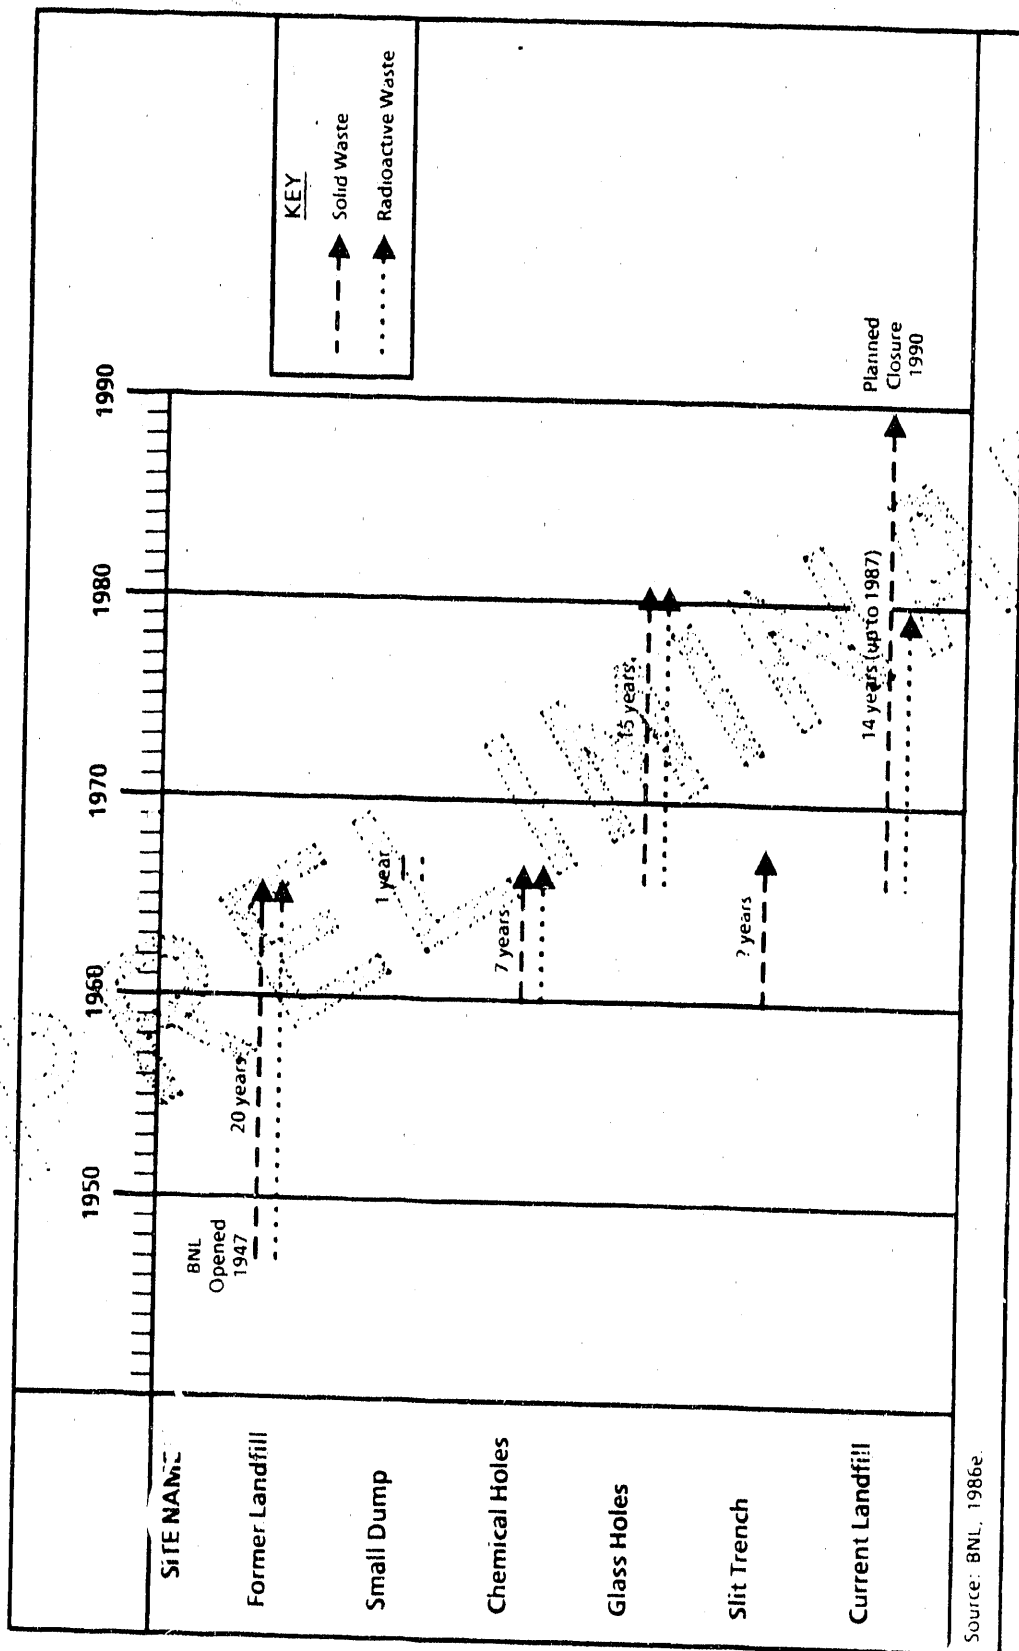 1950
1960
1970
1980
1990
KEY
Solid Waste
Radioactive Waste
SITE NAME
Former Landfill
BNL
Opened
1947
20 years
Small Dump
1 year
Chemical Holes
7 years
Glass Holes
15 years
Slit Trench
? years
Current Landfill
14 years (up to 1987)
Planned
Closure
1990
Source: BNL, 1986e.
PRELIMINARY